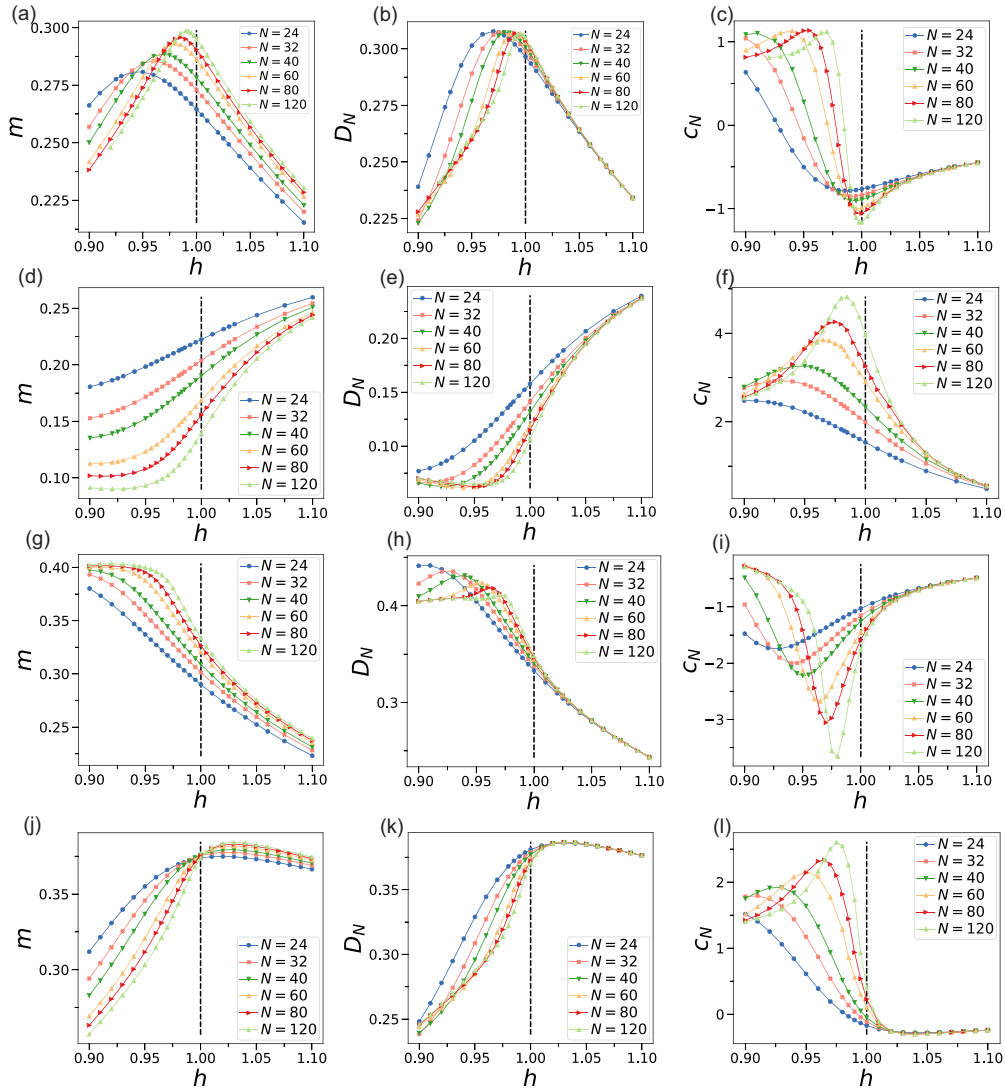 (a)
0.300
0.275
0.250
0.225
m
0.90 0.95 1.00 1.05 1.10
h
N = 24
N = 32
N = 40
N = 60
N = 80
N = 120
(b)
0.300
0.275
0.250
0.225
D_N
0.90 0.95 1.00 1.05 1.10
h
N = 24
N = 32
N = 40
N = 60
N = 80
N = 120
(c)
1
0
−1
c_N
0.90 0.95 1.00 1.05 1.10
h
N = 24
N = 32
N = 40
N = 60
N = 80
N = 120
(d)
0.25
0.20
0.15
0.10
m
0.90 0.95 1.00 1.05 1.10
h
N = 24
N = 32
N = 40
N = 60
N = 80
N = 120
(e)
0.20
0.15
0.10
D_N
0.90 0.95 1.00 1.05 1.10
h
N = 24
N = 32
N = 40
N = 60
N = 80
N = 120
(f)
4
2
c_N
0.90 0.95 1.00 1.05 1.10
h
N = 24
N = 32
N = 40
N = 60
N = 80
N = 120
(g)
0.40
0.35
0.30
0.25
m
0.90 0.95 1.00 1.05 1.10
h
N = 24
N = 32
N = 40
N = 60
N = 80
N = 120
(h)
0.4
0.3
D_N
0.90 0.95 1.00 1.05 1.10
h
N = 24
N = 32
N = 40
N = 60
N = 80
N = 120
(i)
−1
−2
−3
c_N
0.90 0.95 1.00 1.05 1.10
h
N = 24
N = 32
N = 40
N = 60
N = 80
N = 120
(j)
0.35
0.30
m
0.90 0.95 1.00 1.05 1.10
h
N = 24
N = 32
N = 40
N = 60
N = 80
N = 120
(k)
0.35
0.30
0.25
D_N
0.90 0.95 1.00 1.05 1.10
h
N = 24
N = 32
N = 40
N = 60
N = 80
N = 120
(l)
2
1
0
c_N
0.90 0.95 1.00 1.05 1.10
h
N = 24
N = 32
N = 40
N = 60
N = 80
N = 120